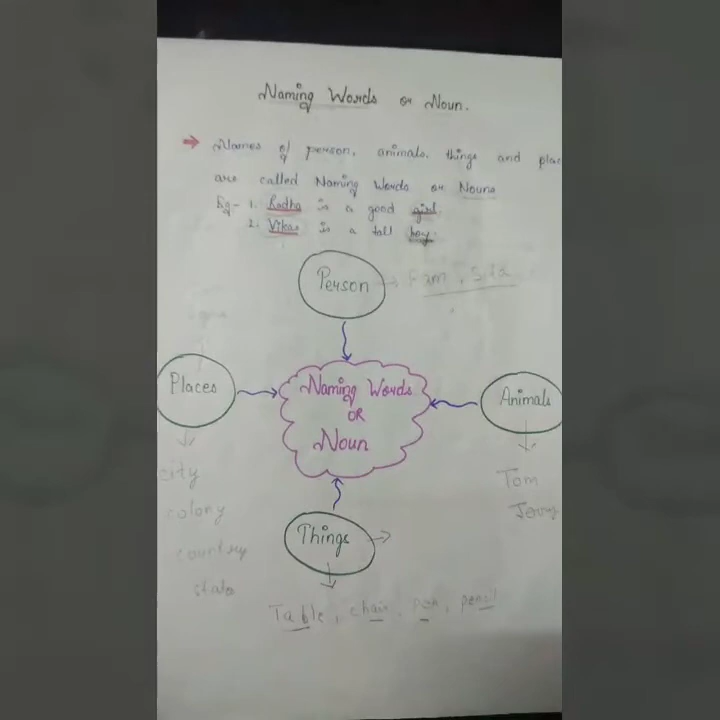 Naming Words or Noun.
⇒ Names of person, animals, things and plac
are called Naming Words or Nouns
Eg- 1. Radha is a good girl.
2. Vikas is a tall boy.
Person → Ram, Sita
Places
Naming Words
OR
Noun
Animals
city
colony
country
state
Tom
Jerry
Things
Table, chair, Pen, pencil